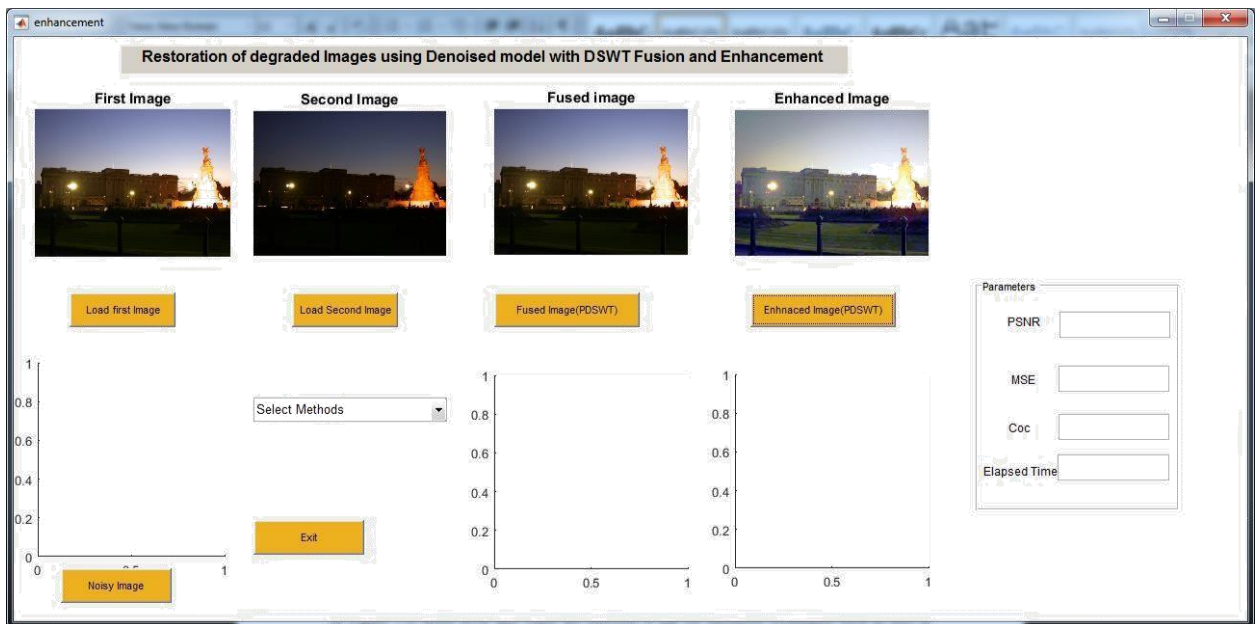 enhancement
Restoration of degraded Images using Denoised model with DSWT Fusion and Enhancement
First Image
Second Image
Fused image
Enhanced Image
Load first Image
Load Second Image
Fused Image(PDSWT)
Enhnaced Image(PDSWT)
Parameters
PSNR
MSE
Coc
Elapsed Time
Select Methods
Exit
Noisy Image
1
0.8
0.6
0.4
0.2
0
0
0.5
1
1
0.8
0.6
0.4
0.2
0
0
0.5
1
1
0.8
0.6
0.4
0.2
0
0
0.5
1